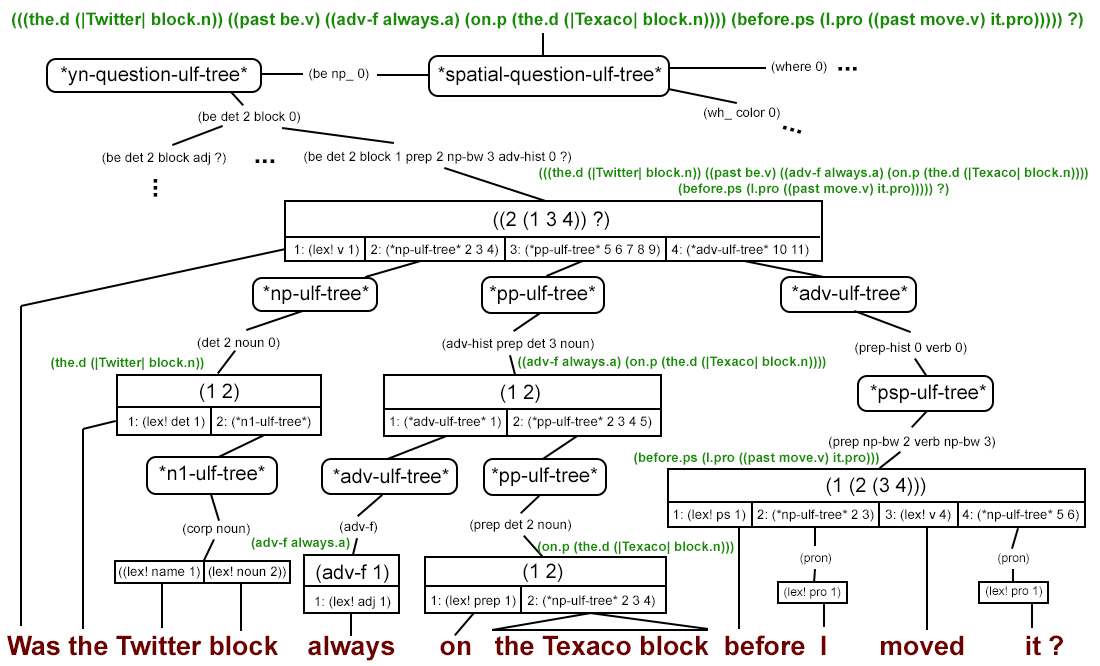 (((the.d (|Twitter| block.n)) ((past be.v) ((adv-f always.a) (on.p (the.d (|Texaco| block.n)))) (before.ps (I.pro ((past move.v) it.pro))))) ?)
*yn-question-ulf-tree* (be np_ 0) *spatial-question-ulf-tree* (where 0) ...
(be det 2 block 0) (wh_ color 0) ...
(be det 2 block adj ?) ... (be det 2 block 1 prep 2 np-bw 3 adv-hist 0 ?)
(((the.d (|Twitter| block.n)) ((past be.v) ((adv-f always.a) (on.p (the.d (|Texaco| block.n))))
(before.ps (I.pro ((past move.v) it.pro))))) ?)
((2 (1 3 4)) ?)
1: (lex! v 1) 2: (*np-ulf-tree* 2 3 4) 3: (*pp-ulf-tree* 5 6 7 8 9) 4: (*adv-ulf-tree* 10 11)
*np-ulf-tree* *pp-ulf-tree* *adv-ulf-tree*
(det 2 noun 0) (adv-hist prep det 3 noun) (prep-hist 0 verb 0)
(the.d (|Twitter| block.n)) ((adv-f always.a) (on.p (the.d (|Texaco| block.n))))
(1 2) (1 2) *psp-ulf-tree*
1: (lex! det 1) 2: (*n1-ulf-tree*) 1: (*adv-ulf-tree* 1) 2: (*pp-ulf-tree* 2 3 4 5)
(prep np-bw 2 verb np-bw 3)
(before.ps (I.pro ((past move.v) it.pro)))
*n1-ulf-tree* *adv-ulf-tree* *pp-ulf-tree* (1 (2 (3 4)))
1: (lex! ps 1) 2: (*np-ulf-tree* 2 3) 3: (lex! v 4) 4: (*np-ulf-tree* 5 6)
(corp noun) (adv-f) (prep det 2 noun)
(adv-f always.a) (on.p (the.d (|Texaco| block.n)))
(pron) (pron)
((lex! name 1) (lex! noun 2)) (adv-f 1) (1 2)
(lex! pro 1) (lex! pro 1)
1: (lex! adj 1) 1: (lex! prep 1) 2: (*np-ulf-tree* 2 3 4)
Was the Twitter block always on the Texaco block before I moved it ?